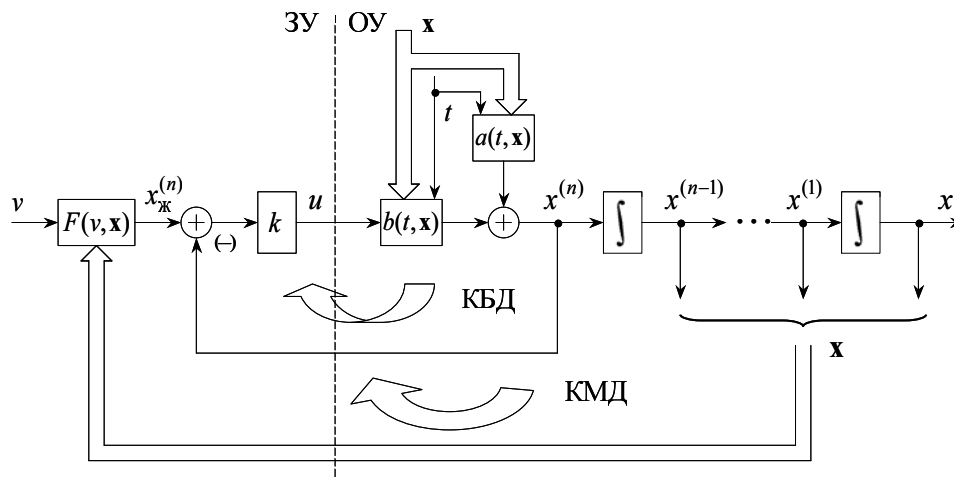 ЗУ ОУ x
t
a(t, x)
v F(v, x) x_ж^(n) + (–) k u b(t, x) + x^(n) ∫ x^(n−1) ··· x^(1) ∫ x
КБД
x
КМД